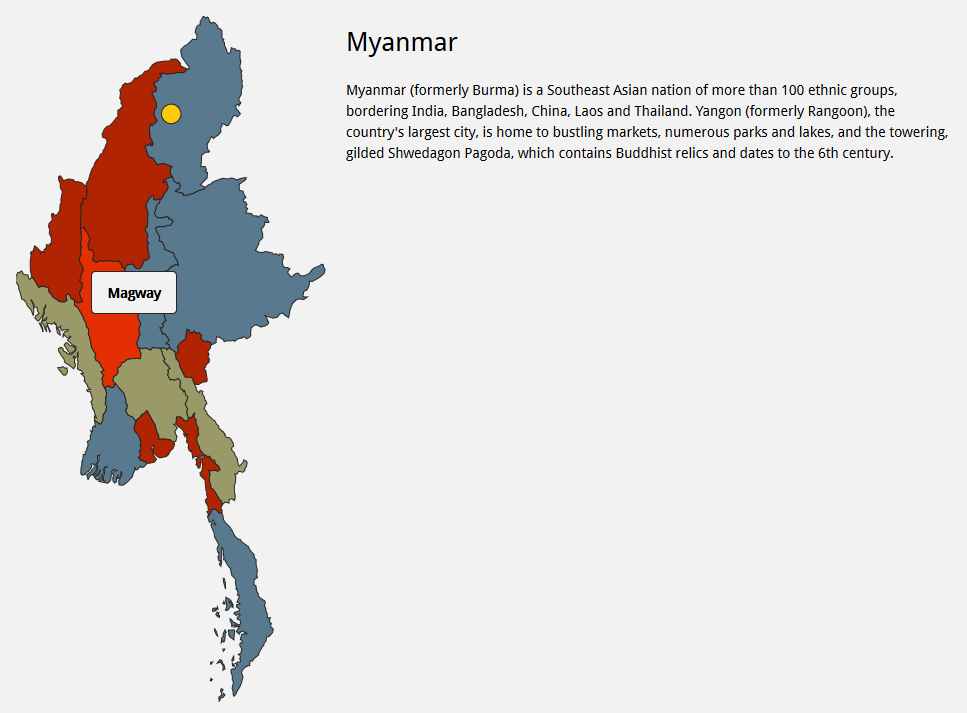 Myanmar
Myanmar (formerly Burma) is a Southeast Asian nation of more than 100 ethnic groups,
bordering India, Bangladesh, China, Laos and Thailand. Yangon (formerly Rangoon), the
country's largest city, is home to bustling markets, numerous parks and lakes, and the towering,
gilded Shwedagon Pagoda, which contains Buddhist relics and dates to the 6th century.
Magway